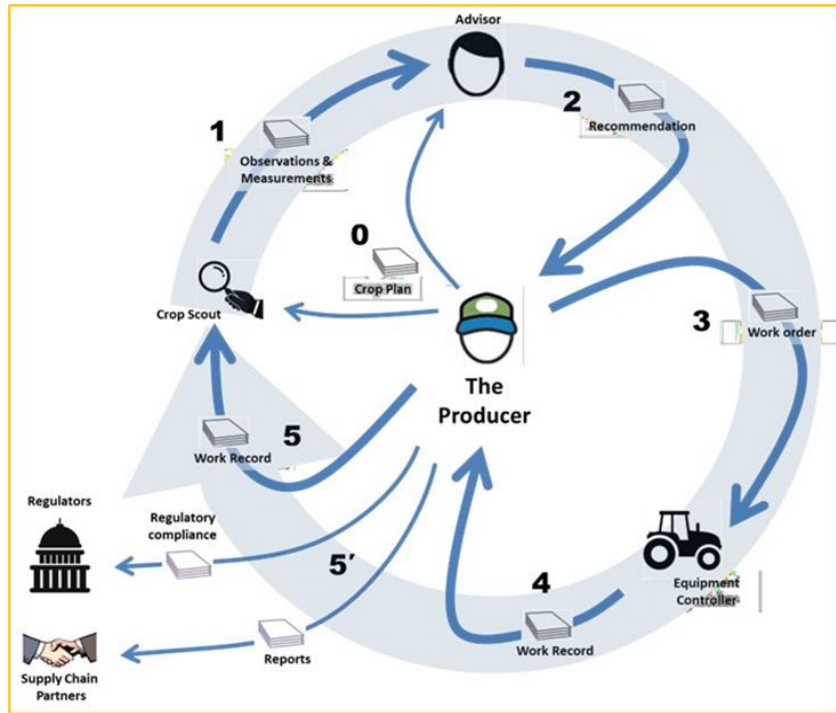 Advisor
1
Observations &
Measurements
2
Recommendation
0
Crop Plan
Crop Scout
3
Work order
The
Producer
5
Work Record
Regulators
Regulatory
compliance
5′
4
Equipment
Controller
Work Record
Reports
Supply Chain
Partners